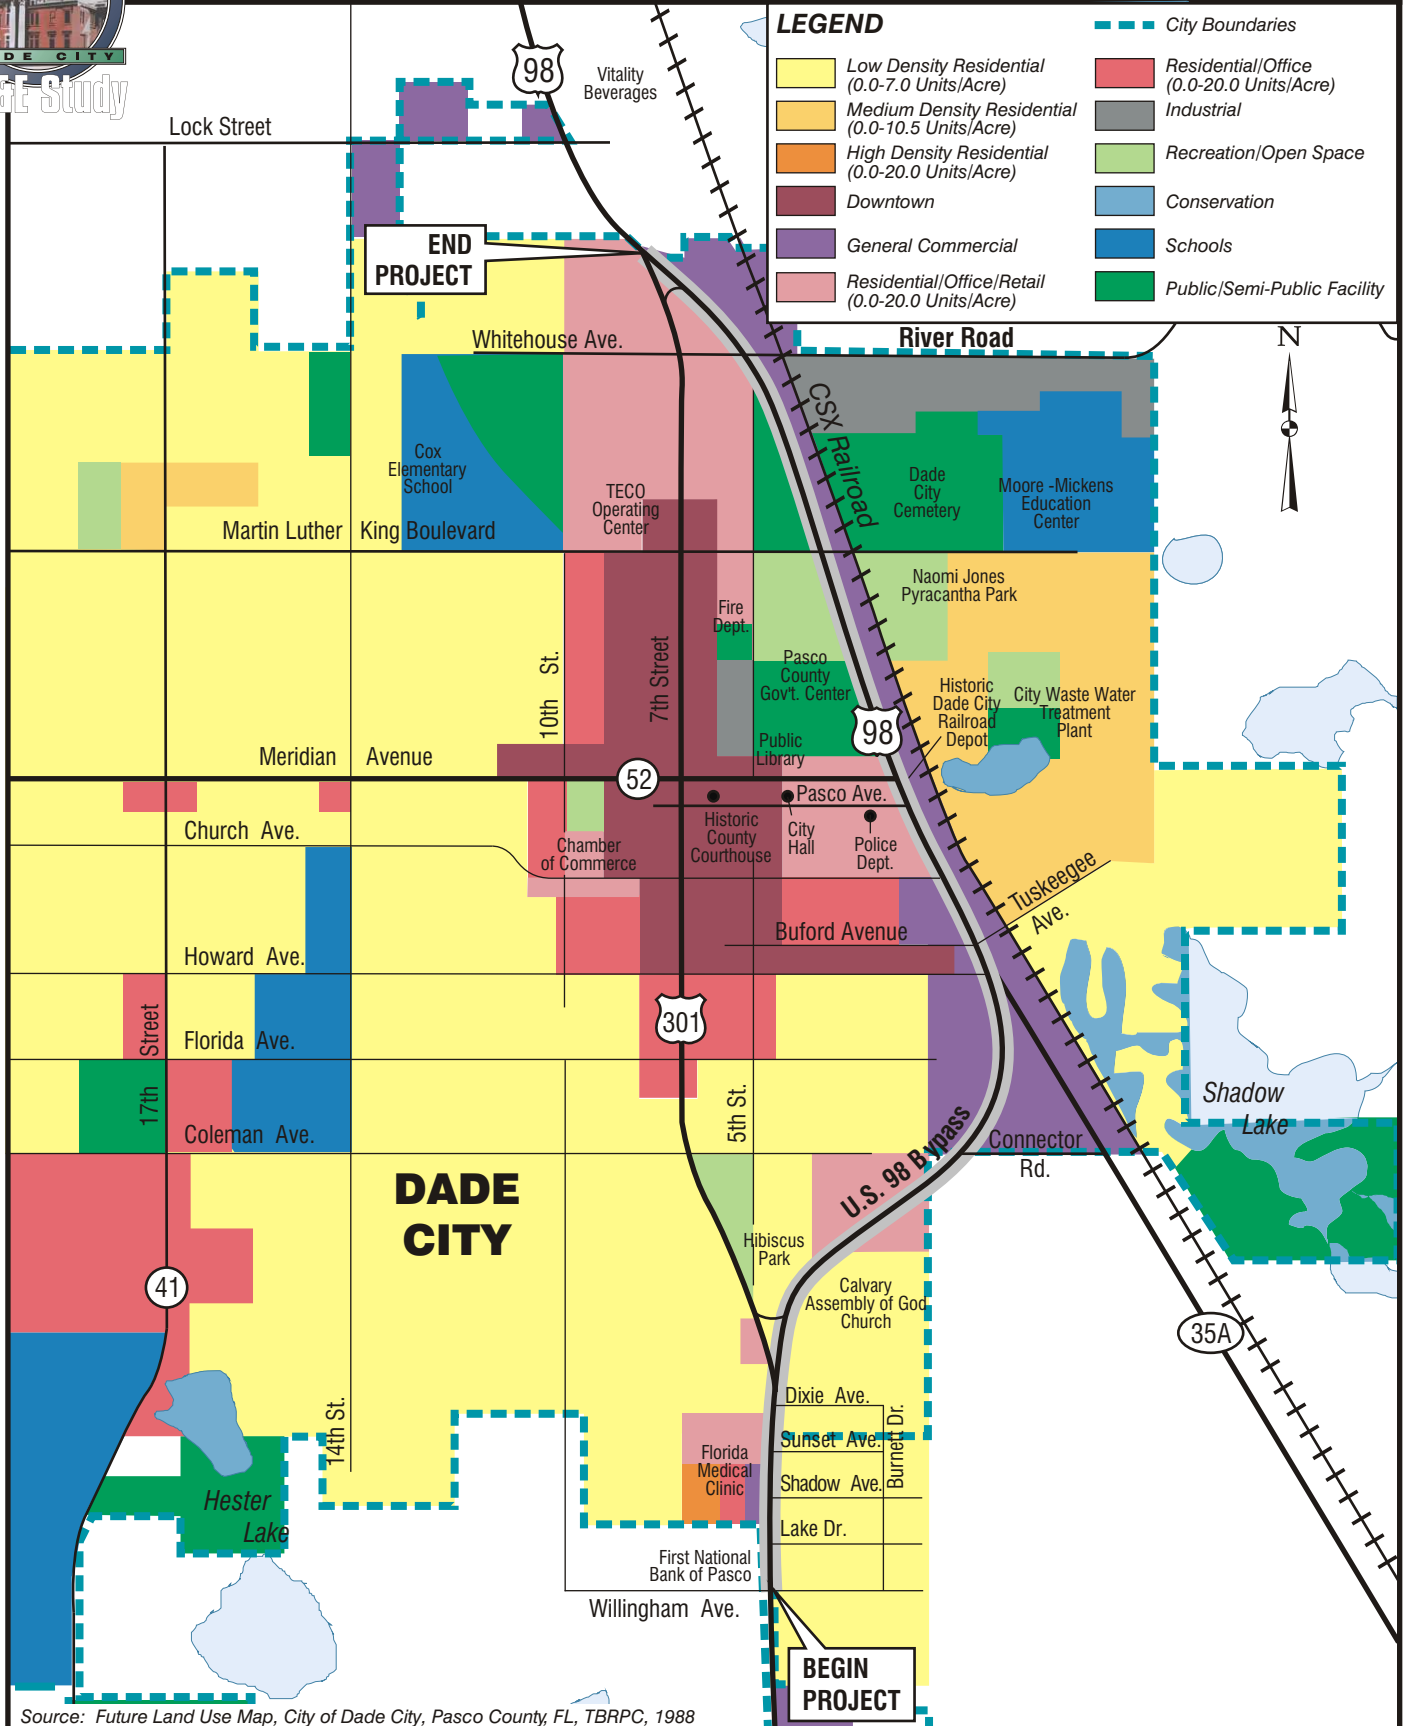 DE CITY
&E Study
LEGEND
City Boundaries
Low Density Residential
(0.0-7.0 Units/Acre)
Medium Density Residential
(0.0-10.5 Units/Acre)
High Density Residential
(0.0-20.0 Units/Acre)
Downtown
General Commercial
Residential/Office/Retail
(0.0-20.0 Units/Acre)
Residential/Office
(0.0-20.0 Units/Acre)
Industrial
Recreation/Open Space
Conservation
Schools
Public/Semi-Public Facility
98
Vitality
Beverages
Lock Street
END
PROJECT
Whitehouse Ave.
River Road
N
CSX Railroad
Cox
Elementary
School
TECO
Operating
Center
Dade
City
Cemetery
Moore -Mickens
Education
Center
Martin Luther King Boulevard
Naomi Jones
Pyracantha Park
Fire
Dept.
10th St.
7th Street
Pasco
County
Gov't. Center
Historic
Dade City
Railroad
Depot
City Waste Water
Treatment
Plant
98
Public
Library
Meridian Avenue
52
Pasco Ave.
Church Ave.
Historic
County
Courthouse
City
Hall
Police
Dept.
Chamber
of Commerce
Tuskeegee
Ave.
Buford Avenue
Howard Ave.
301
17th Street
Florida Ave.
5th St.
Shadow
Lake
Coleman Ave.
Connector
Rd.
U.S. 98 Bypass
DADE
CITY
Hibiscus
Park
41
Calvary
Assembly of God
Church
35A
14th St.
Dixie Ave.
Sunset Ave.
Burnett Dr.
Florida
Medical
Clinic
Shadow Ave.
Hester
Lake
Lake Dr.
First National
Bank of Pasco
Willingham Ave.
BEGIN
PROJECT
Source: Future Land Use Map, City of Dade City, Pasco County, FL, TBRPC, 1988